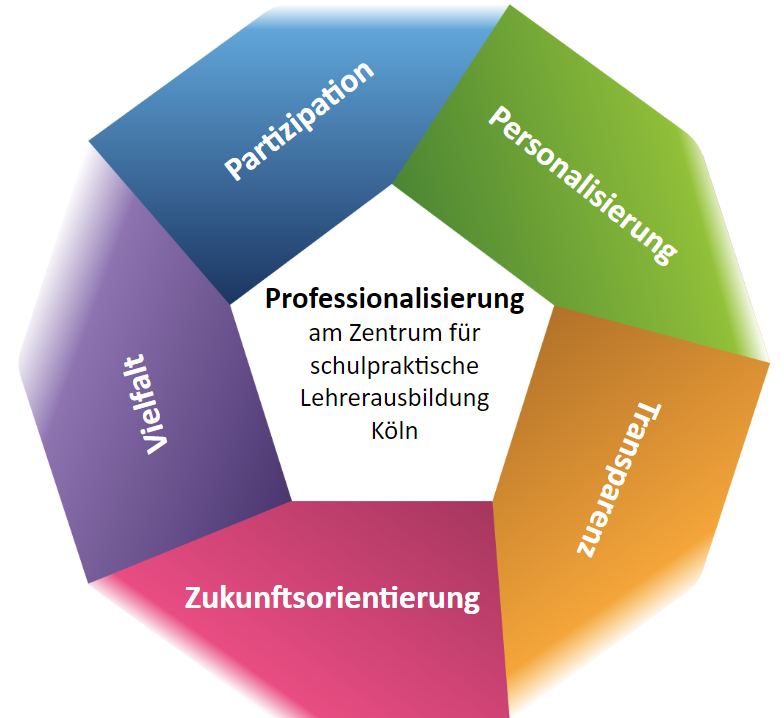 Partizipation
Personalisierung
Professionalisierung
am Zentrum für
schulpraktische
Lehrerausbildung
Köln
Vielfalt
Transparenz
Zukunftsorientierung